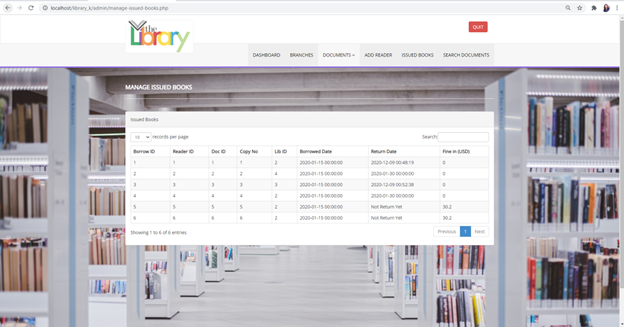 localhost/library_k/admin/manage-issued-books.php
the
Library
QUIT
DASHBOARD BRANCHES DOCUMENTS ADD READER ISSUED BOOKS SEARCH DOCUMENTS
MANAGE ISSUED BOOKS
Issued Books
10 records per page Search:
Borrow ID Reader ID Doc ID Copy No Lib ID Borrowed Date Return Date Fine in (USD)
1 1 1 1 2 2020-01-15 00:00:00 2020-12-09 00:48:19 0
2 2 2 2 4 2020-01-15 00:00:00 2020-01-30 00:00:00 0
3 3 3 3 3 2020-01-15 00:00:00 2020-12-09 00:52:38 0
4 4 4 4 2 2020-01-15 00:00:00 2020-01-30 00:00:00 0
5 5 5 5 2 2020-01-15 00:00:00 Not Return Yet 30.2
6 6 6 6 2 2020-01-15 00:00:00 Not Return Yet 30.2
Showing 1 to 6 of 6 entries Previous 1 Next